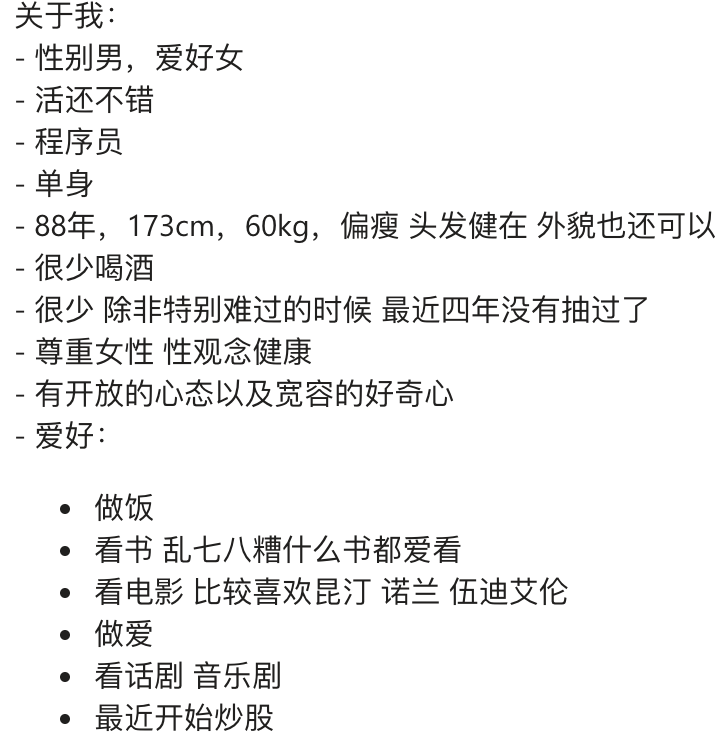 关于我：
- 性别男，爱好女
- 活还不错
- 程序员
- 单身
- 88年，173cm，60kg，偏瘦 头发健在 外貌也还可以
- 很少喝酒
- 很少 除非特别难过的时候 最近四年没有抽过了
- 尊重女性 性观念健康
- 有开放的心态以及宽容的好奇心
- 爱好：
• 做饭
• 看书 乱七八糟什么书都爱看
• 看电影 比较喜欢昆汀 诺兰 伍迪艾伦
• 做爱
• 看话剧 音乐剧
• 最近开始炒股